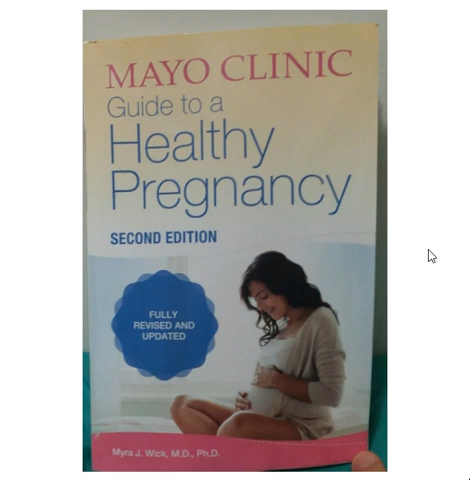 MAYO CLINIC
Guide to a
Healthy
Pregnancy
SECOND EDITION
FULLY
REVISED AND
UPDATED
Myra J. Wick, M.D., Ph.D.